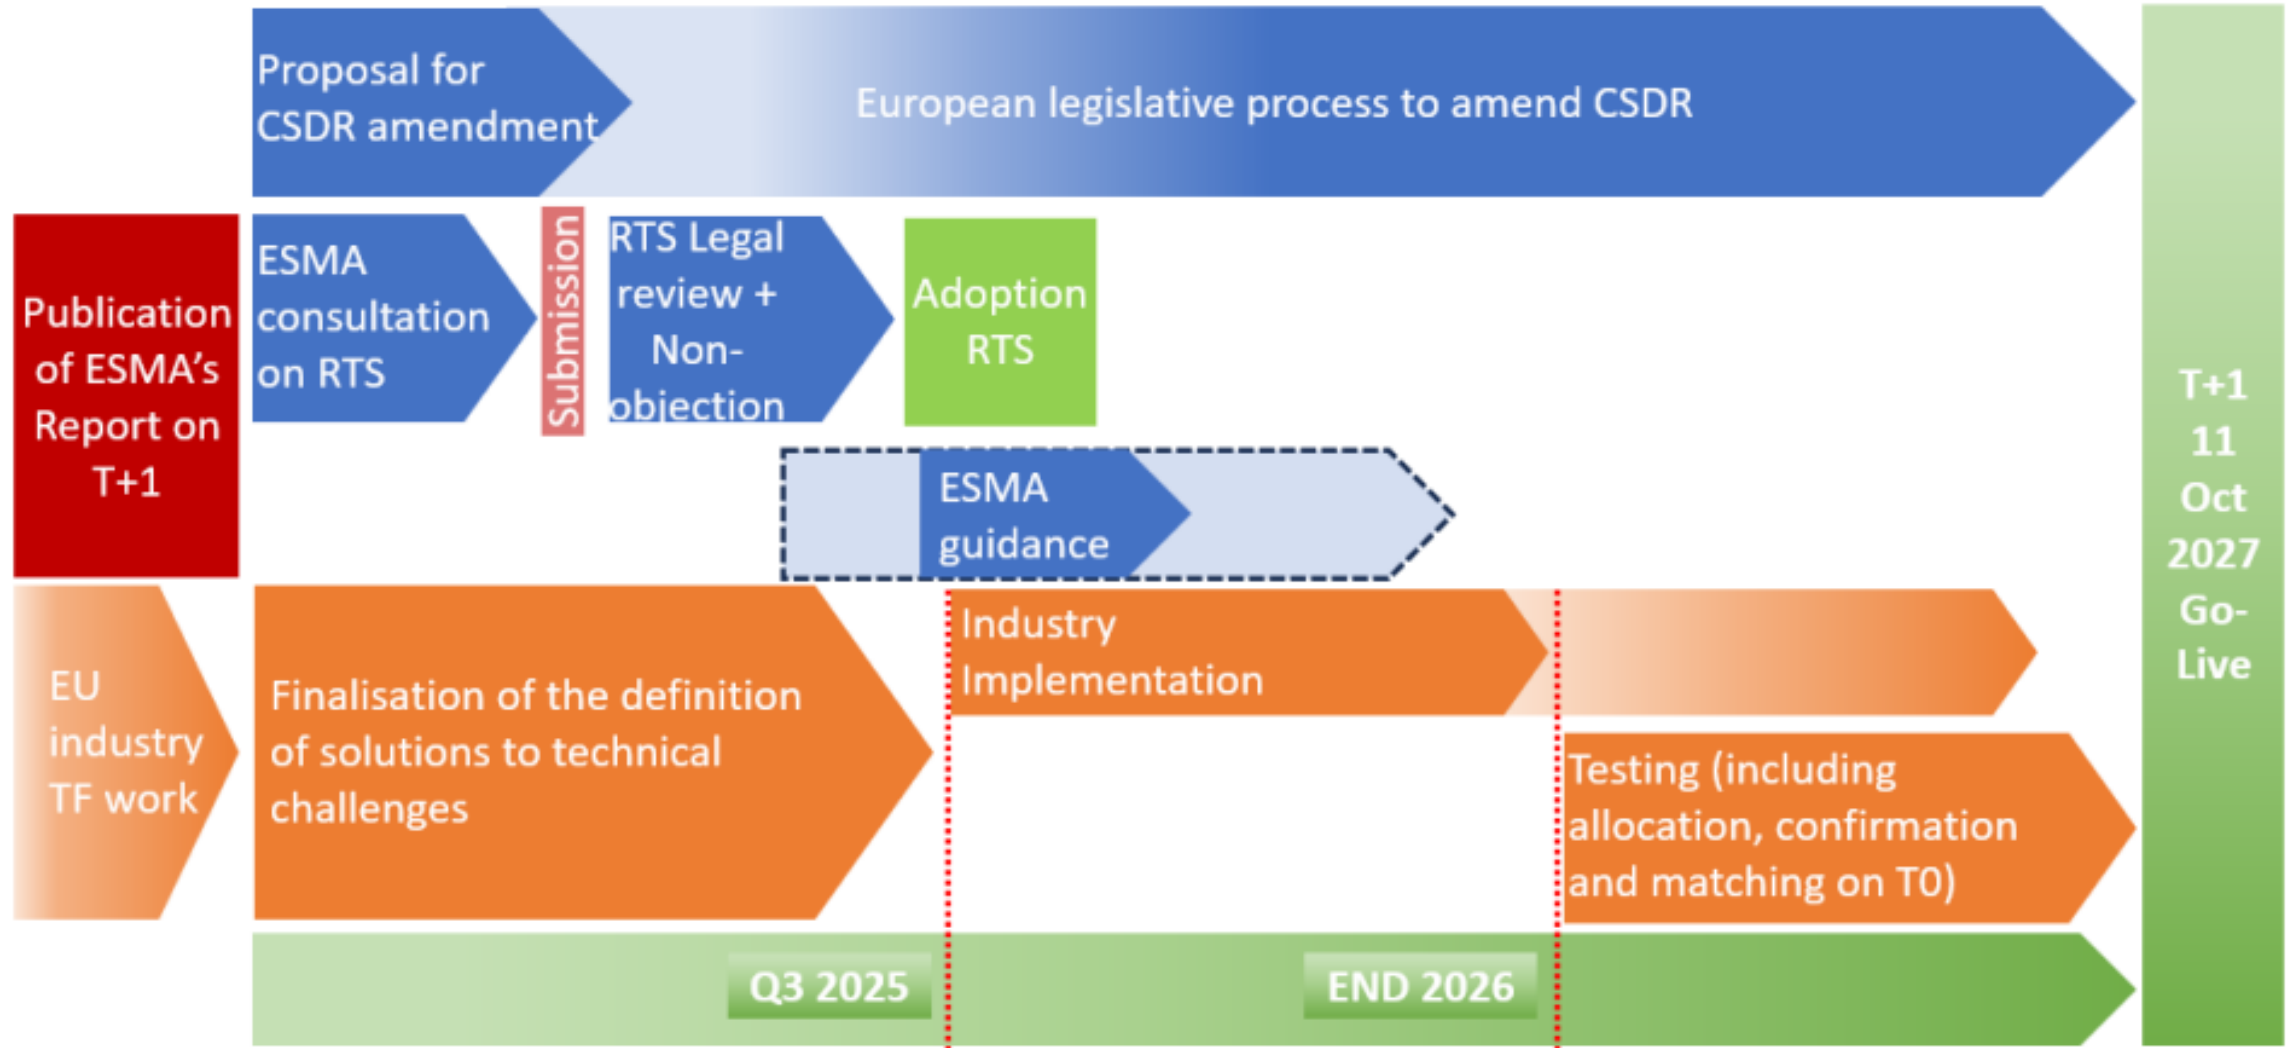 Proposal for
CSDR amendment
European legislative process to amend CSDR
Publication
of ESMA's
Report on
T+1
ESMA
consultation
on RTS
Submission
RTS Legal
review +
Non-
objection
Adoption
RTS
ESMA
guidance
T+1
11
Oct
2027
Go-
Live
EU
industry
TF work
Finalisation of the definition
of solutions to technical
challenges
Industry
Implementation
Testing (including
allocation, confirmation
and matching on T0)
Q3 2025
END 2026